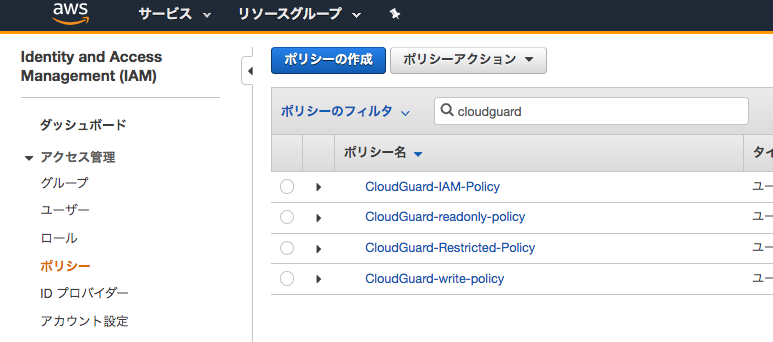 aws サービス リソースグループ
Identity and Access
Management (IAM)
ダッシュボード
アクセス管理
グループ
ユーザー
ロール
ポリシー
ID プロバイダー
アカウント設定
ポリシーの作成 ポリシーアクション
ポリシーのフィルタ cloudguard
ポリシー名 タイ
CloudGuard-IAM-Policy ユー
CloudGuard-readonly-policy ユー
CloudGuard-Restricted-Policy ユー
CloudGuard-write-policy ユー